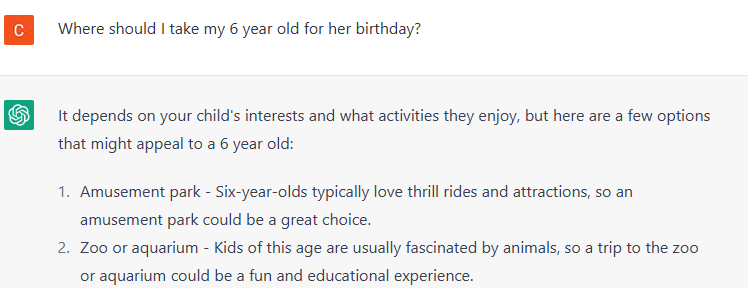 C
Where should I take my 6 year old for her birthday?
It depends on your child's interests and what activities they enjoy, but here are a few options
that might appeal to a 6 year old:
1. Amusement park - Six-year-olds typically love thrill rides and attractions, so an
amusement park could be a great choice.
2. Zoo or aquarium - Kids of this age are usually fascinated by animals, so a trip to the zoo
or aquarium could be a fun and educational experience.